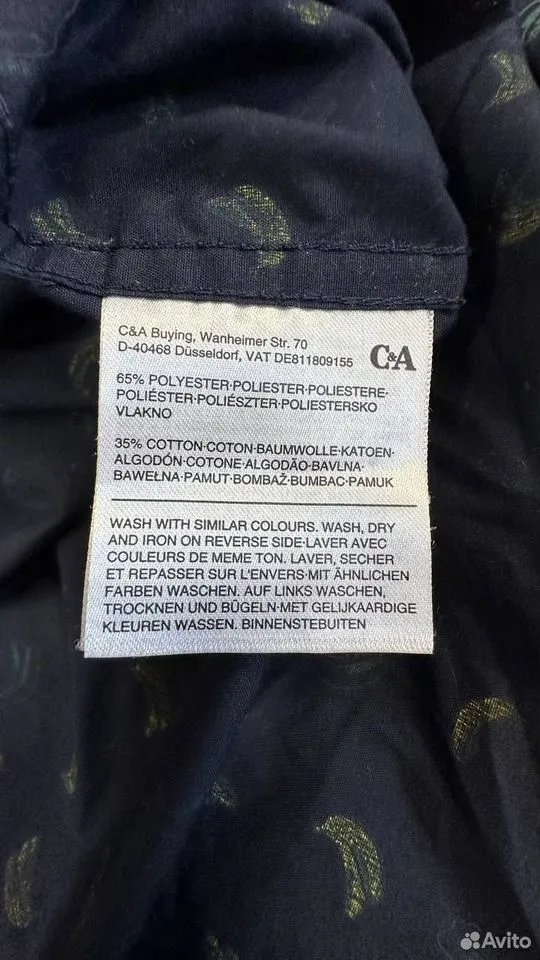 C&A Buying, Wanheimer Str. 70
D-40468 Düsseldorf, VAT DE811809155
C&A
65% POLYESTER·POLIESTER·POLIESTERE·
POLIÉSTER·POLIÉSZTER·POLIESTERSKO
VLAKNO
35% COTTON·COTON·BAUMWOLLE·KATOEN·
ALGODÓN·COTONE·ALGODÃO·BAVLNA·
BAWEŁNA·PAMUT·BOMBAŽ·BUMBAC·PAMUK
WASH WITH SIMILAR COLOURS. WASH, DRY
AND IRON ON REVERSE SIDE·LAVER AVEC
COULEURS DE MEME TON. LAVER, SECHER
ET REPASSER SUR L'ENVERS·MIT ÄHNLICHEN
FARBEN WASCHEN. AUF LINKS WASCHEN,
TROCKNEN UND BÜGELN·MET GELIJKAARDIGE
KLEUREN WASSEN. BINNENSTEBUITEN
Avito